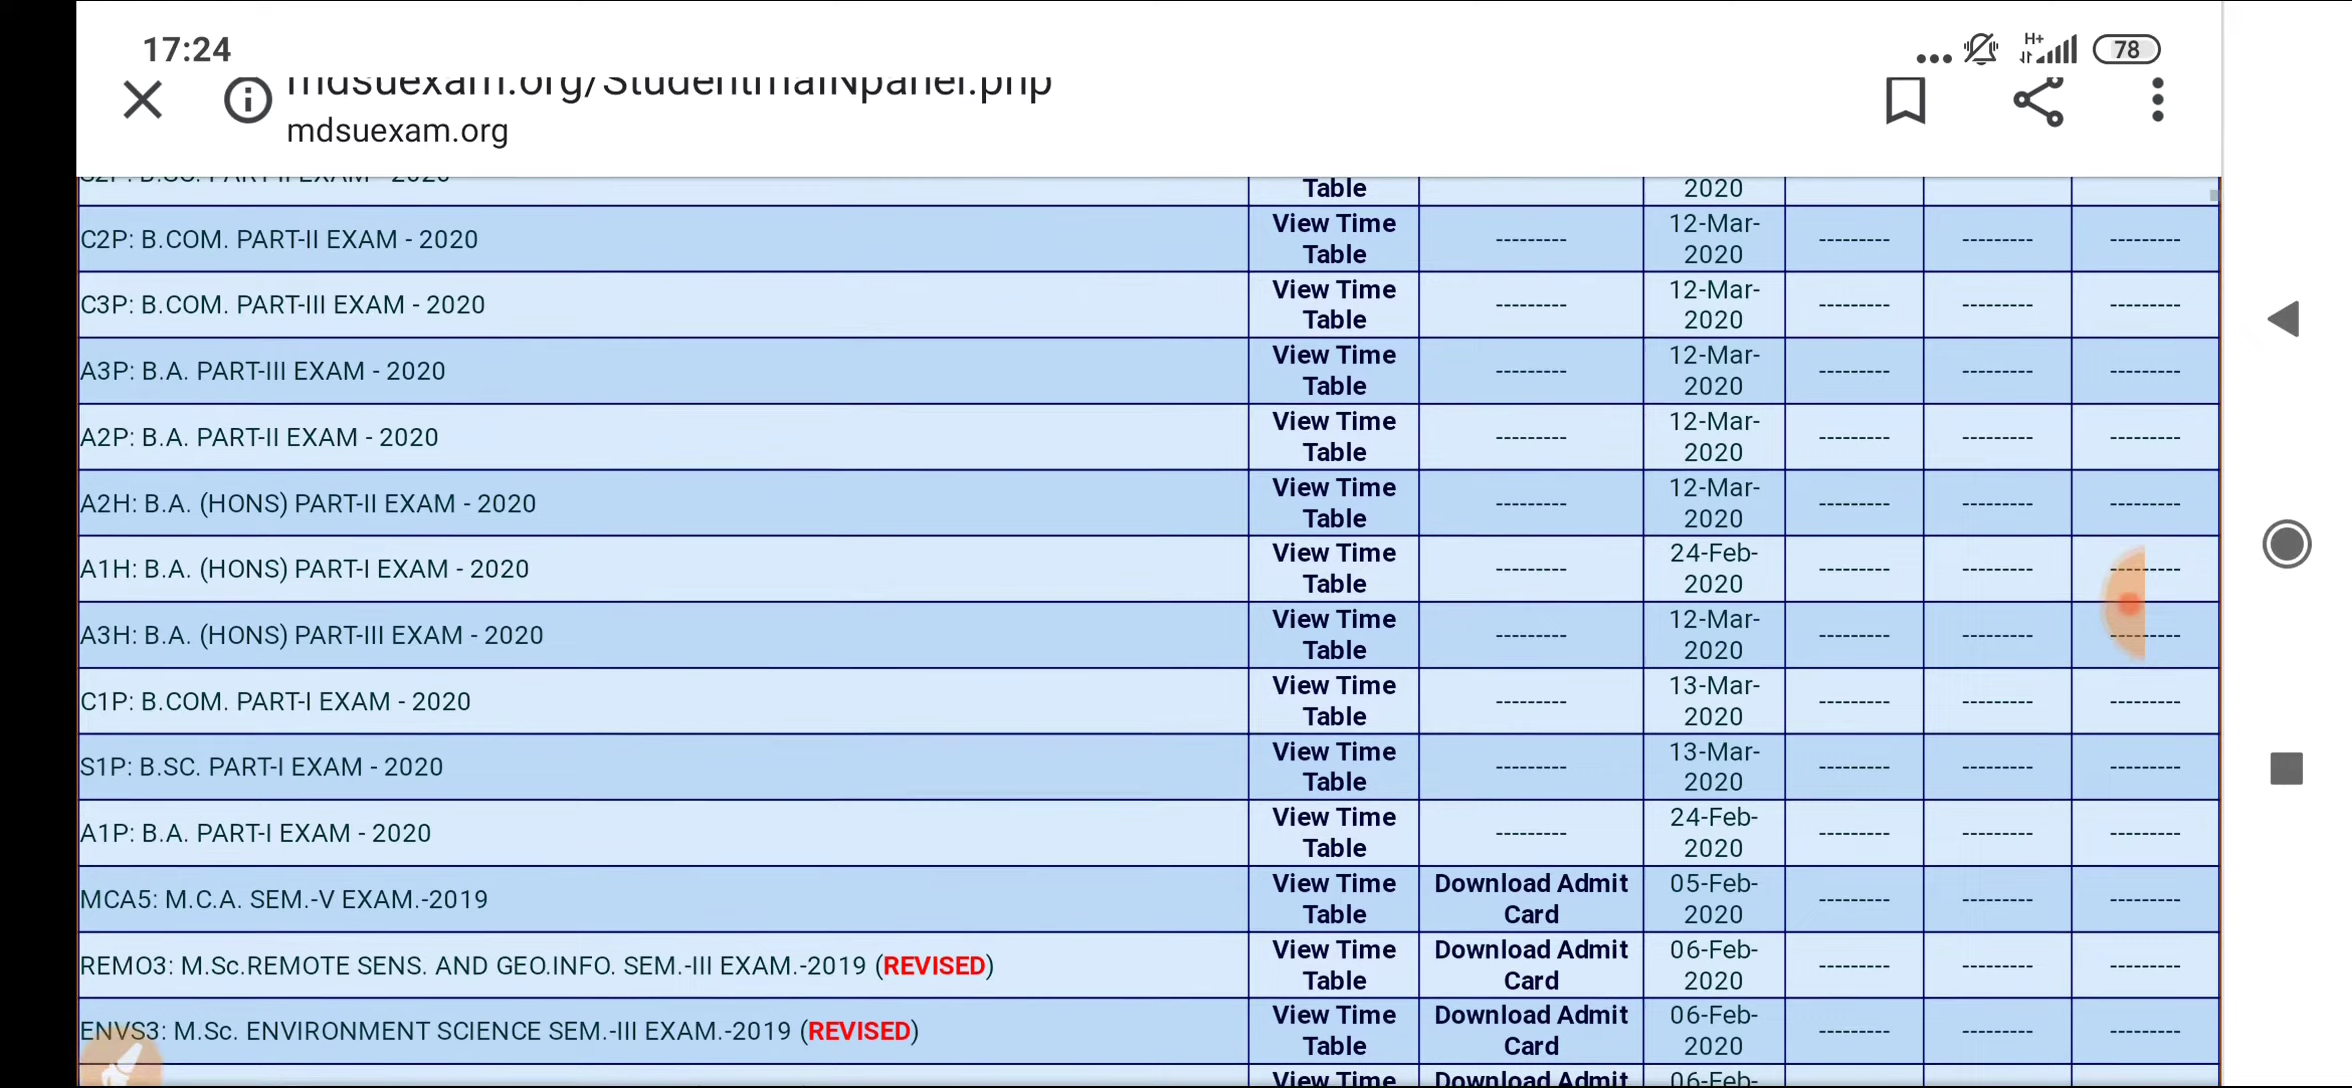 17:24
H+
78
mdsuexam.org/StudentmaiNpanel.php
mdsuexam.org
Table 2020
C2P: B.COM. PART-II EXAM - 2020 View Time Table --------- 12-Mar-2020 --------- --------- ---------
C3P: B.COM. PART-III EXAM - 2020 View Time Table --------- 12-Mar-2020 --------- --------- ---------
A3P: B.A. PART-III EXAM - 2020 View Time Table --------- 12-Mar-2020 --------- --------- ---------
A2P: B.A. PART-II EXAM - 2020 View Time Table --------- 12-Mar-2020 --------- --------- ---------
A2H: B.A. (HONS) PART-II EXAM - 2020 View Time Table --------- 12-Mar-2020 --------- --------- ---------
A1H: B.A. (HONS) PART-I EXAM - 2020 View Time Table --------- 24-Feb-2020 --------- --------- ---------
A3H: B.A. (HONS) PART-III EXAM - 2020 View Time Table --------- 12-Mar-2020 --------- --------- ---------
C1P: B.COM. PART-I EXAM - 2020 View Time Table --------- 13-Mar-2020 --------- --------- ---------
S1P: B.SC. PART-I EXAM - 2020 View Time Table --------- 13-Mar-2020 --------- --------- ---------
A1P: B.A. PART-I EXAM - 2020 View Time Table --------- 24-Feb-2020 --------- --------- ---------
MCA5: M.C.A. SEM.-V EXAM.-2019 View Time Table Download Admit Card 05-Feb-2020 --------- --------- ---------
REMO3: M.Sc.REMOTE SENS. AND GEO.INFO. SEM.-III EXAM.-2019 (REVISED) View Time Table Download Admit Card 06-Feb-2020 --------- --------- ---------
ENVS3: M.Sc. ENVIRONMENT SCIENCE SEM.-III EXAM.-2019 (REVISED) View Time Table Download Admit Card 06-Feb-2020 --------- --------- ---------
View Time Download Admit 06-Feb-